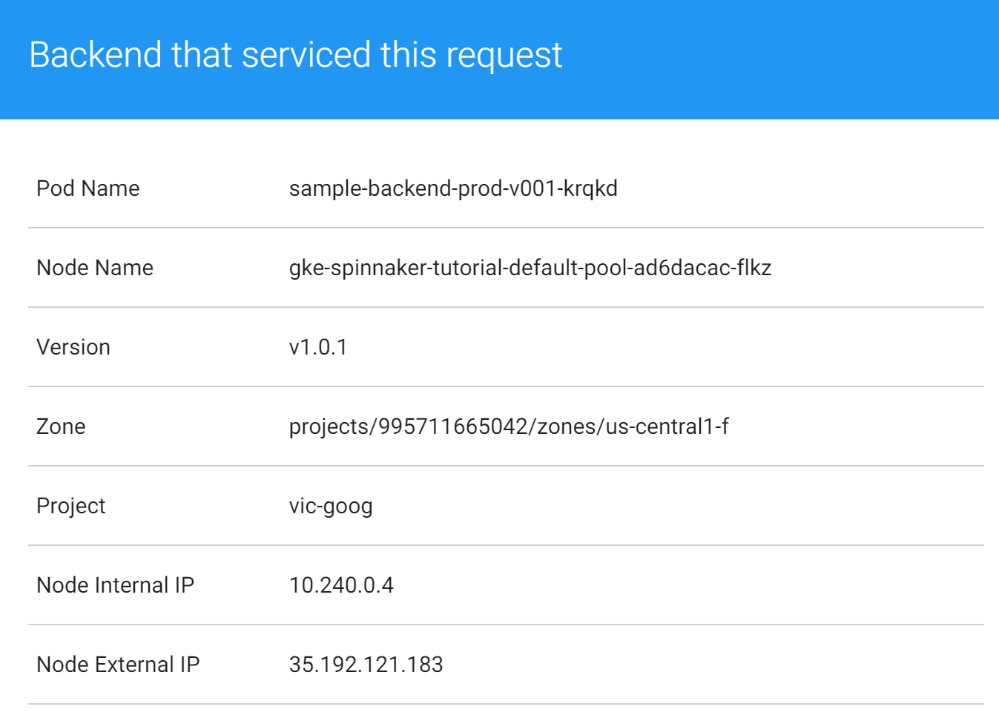 Backend that serviced this request
Pod Name sample-backend-prod-v001-krqkd
Node Name gke-spinnaker-tutorial-default-pool-ad6dacac-flkz
Version v1.0.1
Zone projects/995711665042/zones/us-central1-f
Project vic-goog
Node Internal IP 10.240.0.4
Node External IP 35.192.121.183